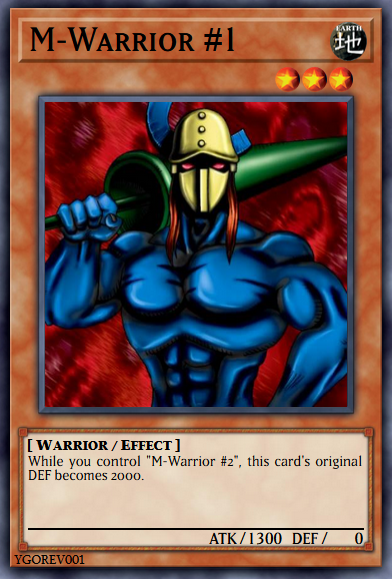 M-Warrior #1
EARTH
地
[ Warrior / Effect ]
While you control "M-Warrior #2", this card's original
DEF becomes 2000.
ATK / 1300 DEF / 0
YGOREV001